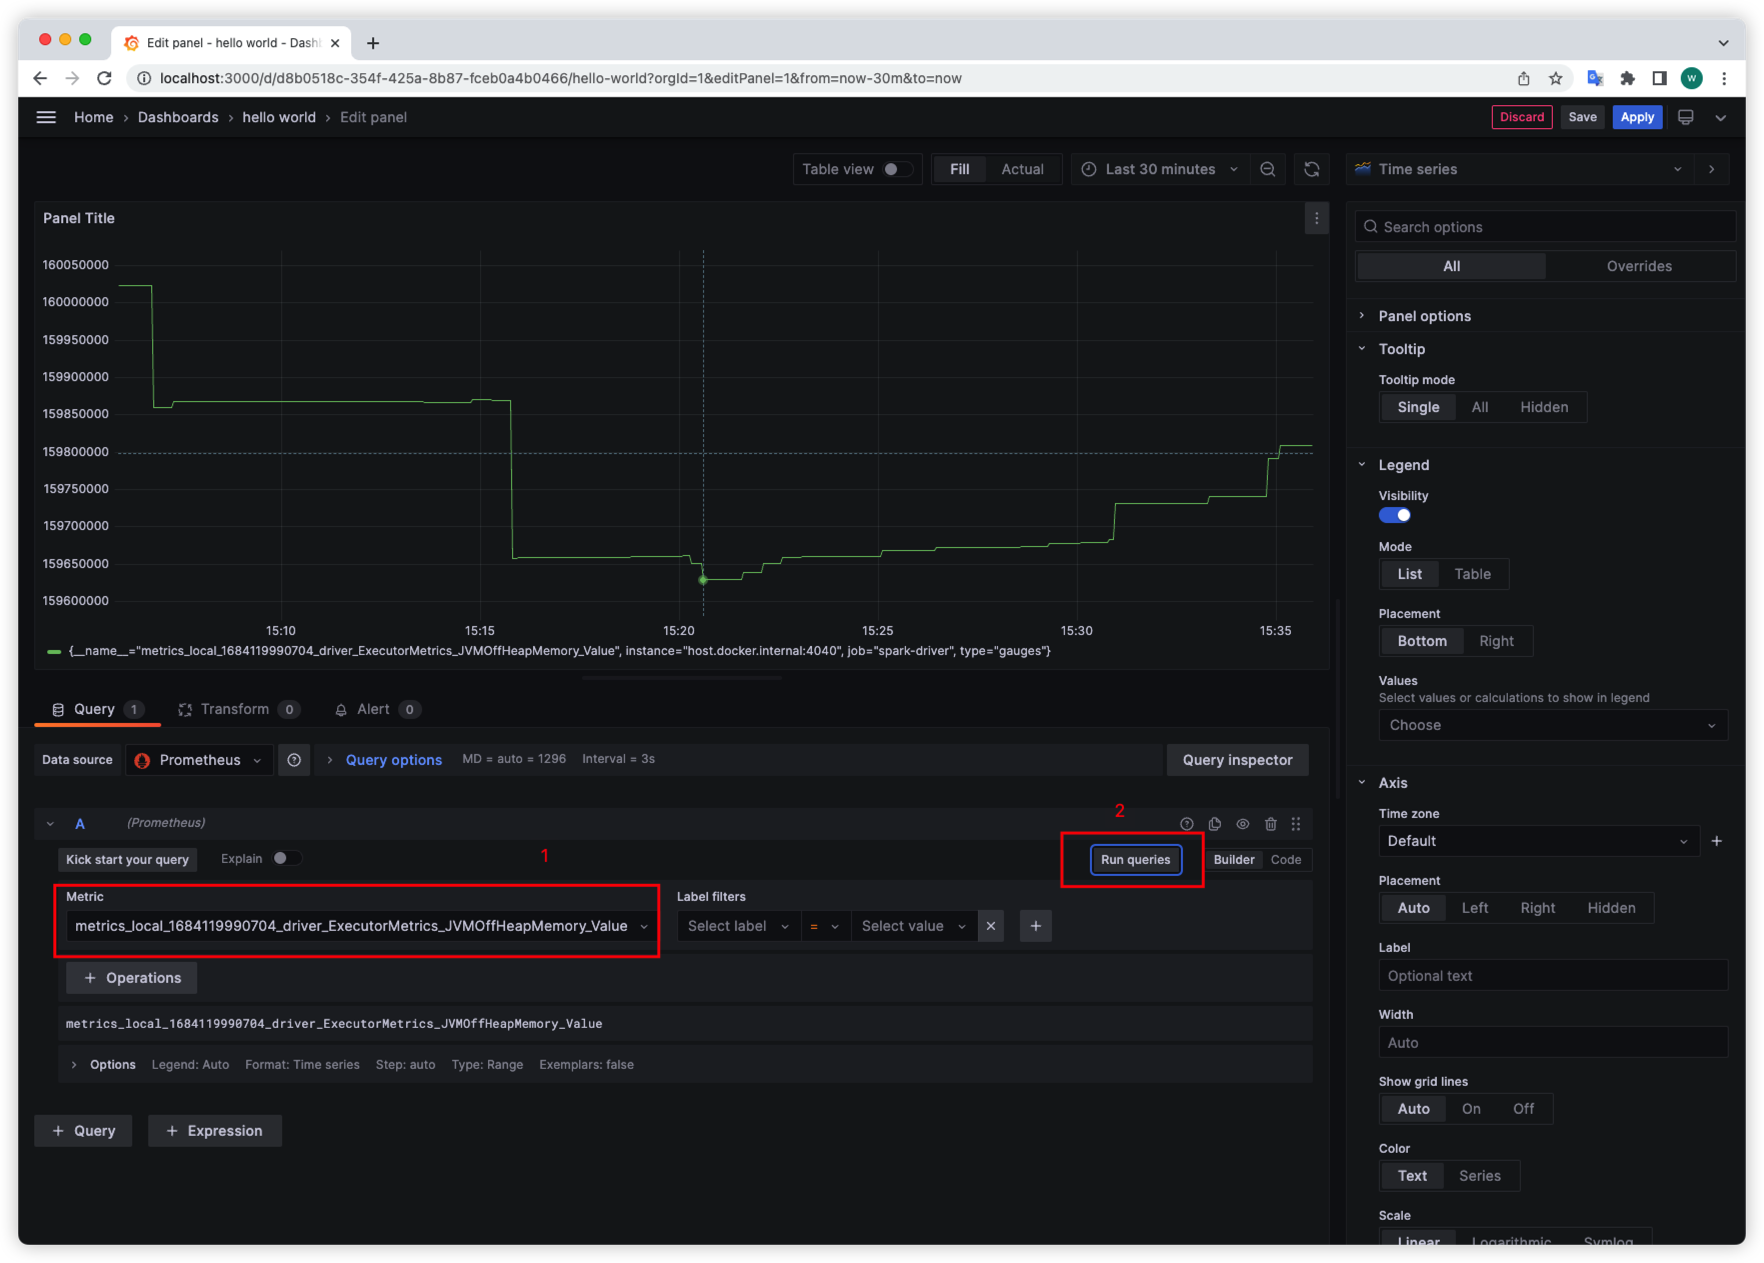 Edit panel - hello world - Dash
localhost:3000/d/d8b0518c-354f-425a-8b87-fceb0a4b0466/hello-world?orgId=1&editPanel=1&from=now-30m&to=now
W
Home › Dashboards › hello world › Edit panel
Discard Save Apply
Table view Fill Actual Last 30 minutes Time series
Panel Title
Search options
All Overrides
160050000
160000000
159950000
159900000
159850000
159800000
159750000
159700000
159650000
159600000
15:10 15:15 15:20 15:25 15:30 15:35
{__name__="metrics_local_1684119990704_driver_ExecutorMetrics_JVMOffHeapMemory_Value", instance="host.docker.internal:4040", job="spark-driver", type="gauges"}
Query 1 Transform 0 Alert 0
Data source Prometheus Query options MD = auto = 1296 Interval = 3s Query inspector
2
A (Prometheus)
1
Kick start your query Explain Run queries Builder Code
Metric Label filters
metrics_local_1684119990704_driver_ExecutorMetrics_JVMOffHeapMemory_Value Select label = Select value
+ Operations
metrics_local_1684119990704_driver_ExecutorMetrics_JVMOffHeapMemory_Value
Options Legend: Auto Format: Time series Step: auto Type: Range Exemplars: false
+ Query + Expression
Panel options
Tooltip
Tooltip mode
Single All Hidden
Legend
Visibility
Mode
List Table
Placement
Bottom Right
Values
Select values or calculations to show in legend
Choose
Axis
Time zone
Default
Placement
Auto Left Right Hidden
Label
Optional text
Width
Auto
Show grid lines
Auto On Off
Color
Text Series
Scale
Linear Logarithmic Symlog